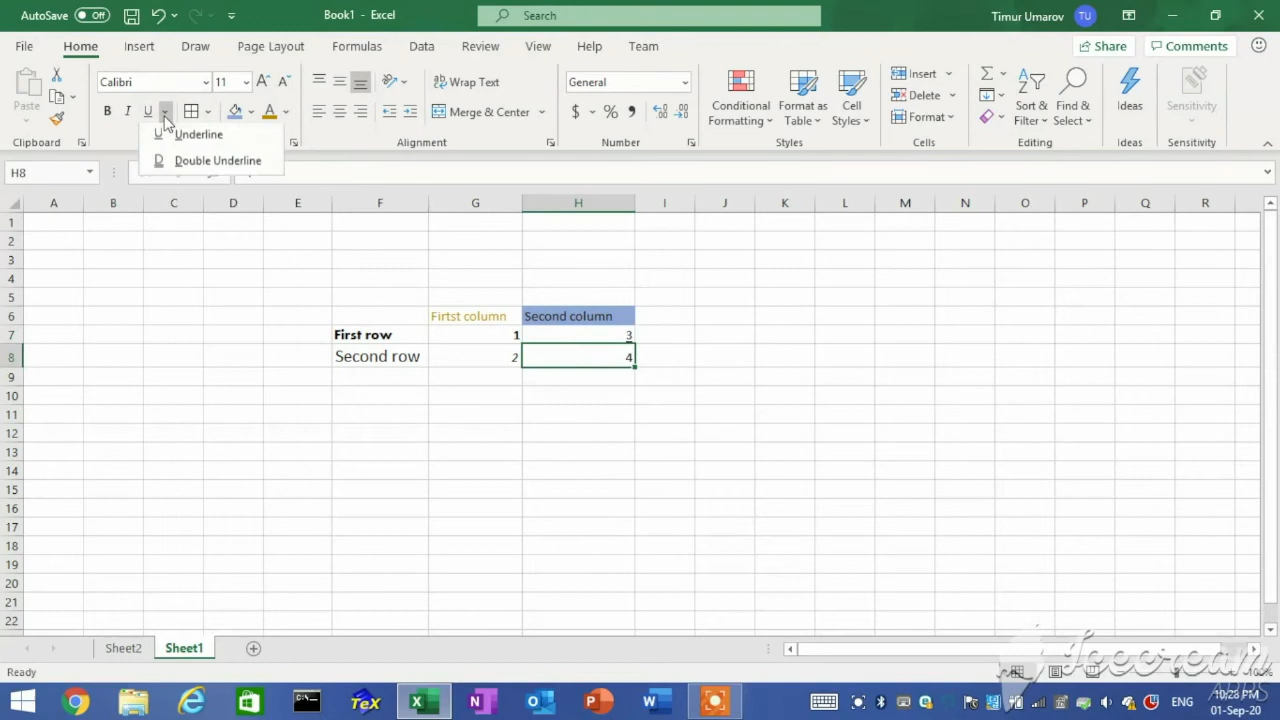 AutoSave Off Book1 - Excel Search Timur Umarov TU
File Home Insert Draw Page Layout Formulas Data Review View Help Team Share Comments
Paste Calibri 11 Wrap Text General Insert
B I U Merge & Center $ % Conditional Formatting Format as Table Cell Styles Delete Sort & Filter Find & Select Ideas Sensitivity
Format
Clipboard Alignment Number Styles Cells Editing Ideas Sensitivity
Underline
Double Underline
H8
A B C D E F G H I J K L M N O P Q R
1
2
3
4
5
6 Firtst column Second column
7 First row 1 3
8 Second row 2 4
9
10
11
12
13
14
15
16
17
18
19
20
21
22
Sheet2 Sheet1
Ready 100%
Icecream
APPS
ENG 10:28 PM
01-Sep-20